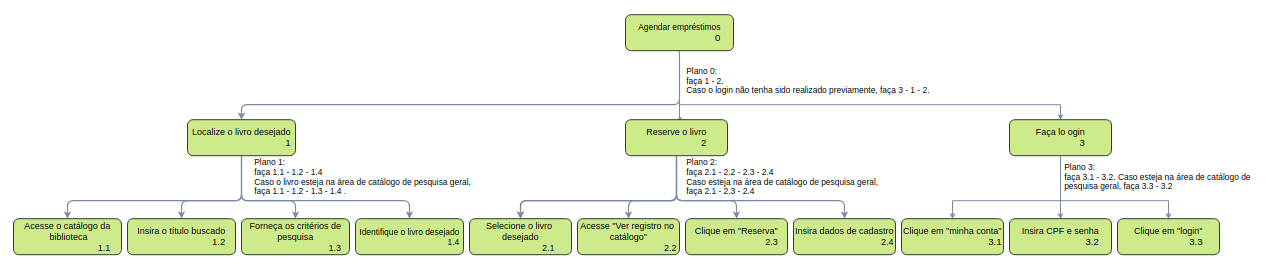 Agendar empréstimos
0
Plano 0:
faça 1 - 2.
Caso o login não tenha sido realizado previamente, faça 3 - 1 - 2.
Localize o livro desejado
1
Reserve o livro
2
Faça lo ogin
3
Plano 1:
faça 1.1 - 1.2 - 1.4
Caso o livro esteja na área de catálogo de pesquisa geral,
faça 1.1 - 1.2 - 1.3 - 1.4 .
Plano 2:
faça 2.1 - 2.2 - 2.3 - 2.4
Caso esteja na área de catálogo de pesquisa geral,
faça 2.1 - 2.3 - 2.4
Plano 3:
faça 3.1 - 3.2. Caso esteja na área de catálogo de
pesquisa geral, faça 3.3 - 3.2
Acesse o catálogo da
biblioteca
1.1
Insira o título buscado
1.2
Forneça os critérios de
pesquisa
1.3
Identifique o livro desejado
1.4
Selecione o livro
desejado
2.1
Acesse "Ver registro no
catálogo"
2.2
Clique em "Reserva"
2.3
Insira dados de cadastro
2.4
Clique em "minha conta"
3.1
Insira CPF e senha
3.2
Clique em "login"
3.3